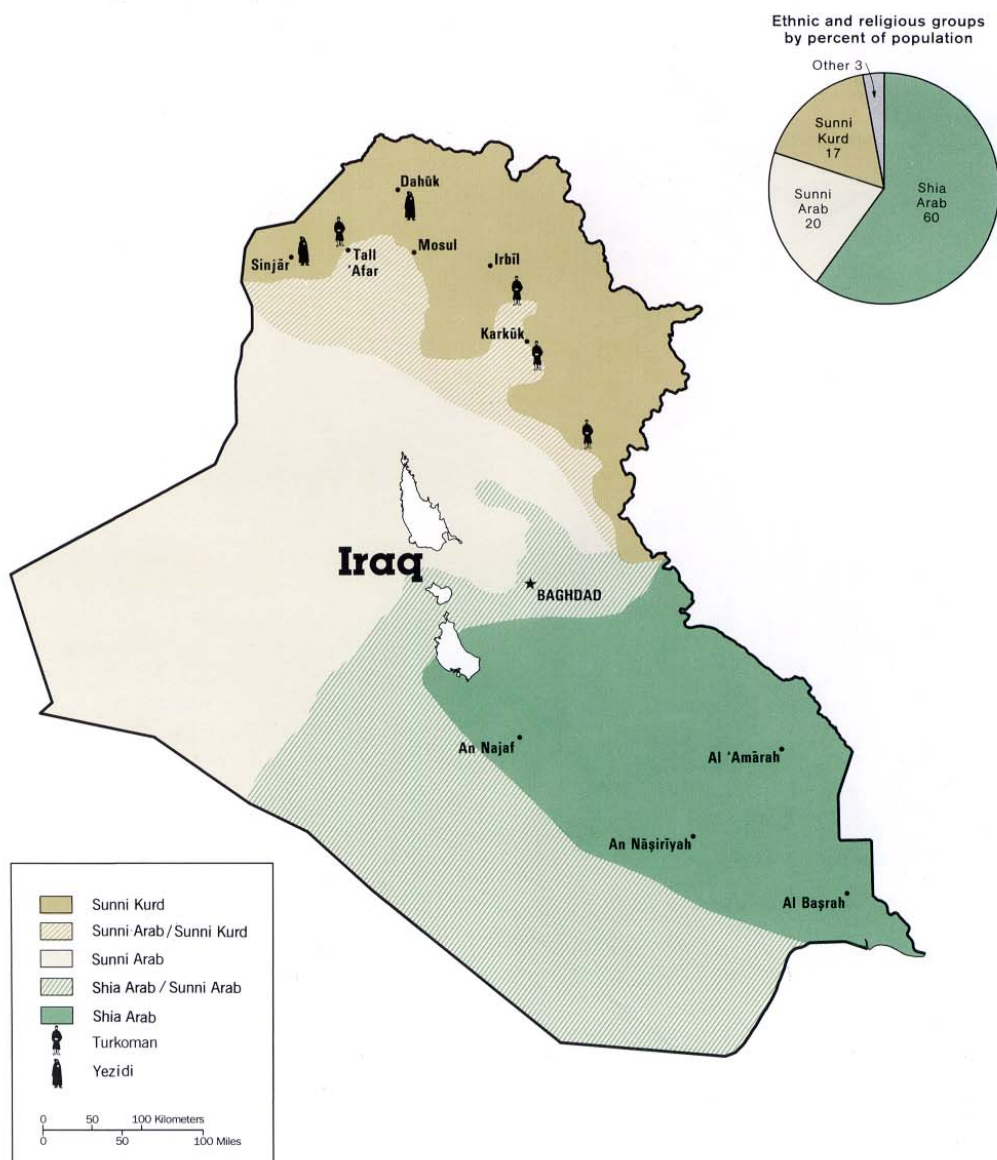 Ethnic and religious groups
by percent of population
Other 3
Sunni
Kurd
17
Sunni
Arab
20
Shia
Arab
60
Dahūk
Sinjār
Tall
'Afar
Mosul
Irbīl
Karkūk
Iraq
BAGHDAD
An Najaf
Al 'Amārah
An Nāṣirīyah
Al Baṣrah
Sunni Kurd
Sunni Arab / Sunni Kurd
Sunni Arab
Shia Arab / Sunni Arab
Shia Arab
Turkoman
Yezidi
0 50 100 Kilometers
0 50 100 Miles